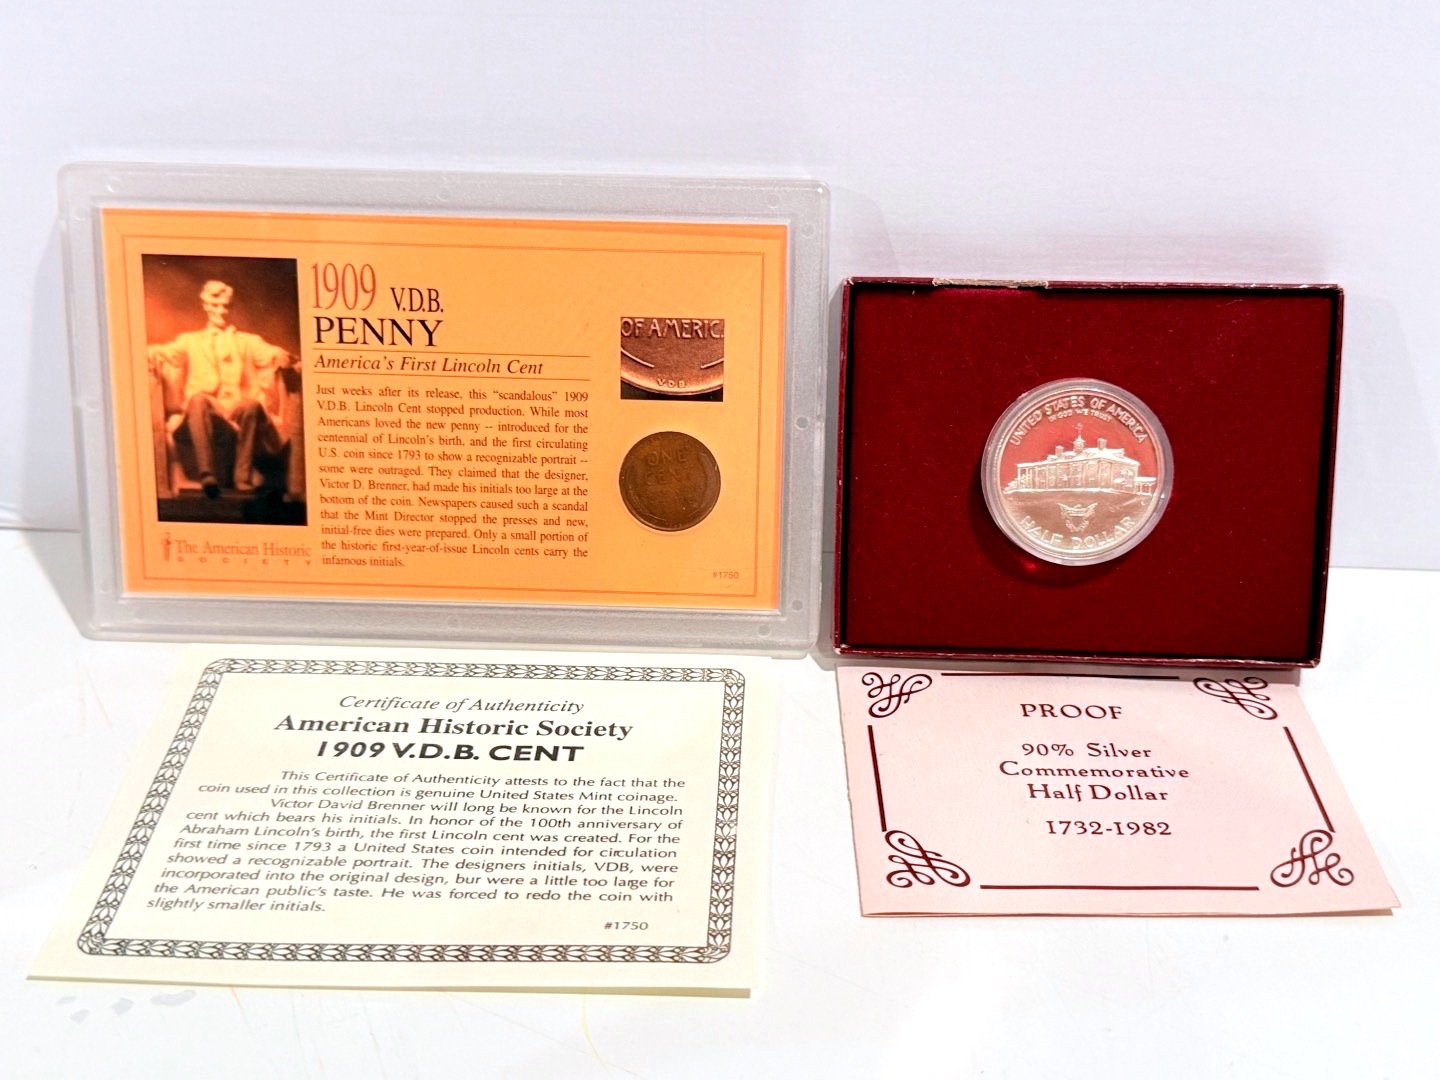 1909 V.D.B.
PENNY
America's First Lincoln Cent
Just weeks after its release, this "scandalous" 1909
V.D.B. Lincoln Cent stopped production. While most
Americans loved the new penny -- introduced for the
centennial of Lincoln's birth, and the first circulating
U.S. coin since 1793 to show a recognizable portrait --
some were outraged. They claimed that the designer,
Victor D. Brenner, had made his initials too large at the
bottom of the coin. Newspapers caused such a scandal
that the Mint Director stopped the presses and new,
initial-free dies were prepared. Only a small portion of
the historic first-year-of-issue Lincoln cents carry the
infamous initials.
The American Historic
SOCIETY
OF AMERIC
V.D.B.
ONE
CENT
#1750
UNITED STATES OF AMERICA
IN GOD WE TRUST
HALF DOLLAR
Certificate of Authenticity
American Historic Society
1909 V.D.B. CENT
This Certificate of Authenticity attests to the fact that the
coin used in this collection is genuine United States Mint coinage.
Victor David Brenner will long be known for the Lincoln
cent which bears his initials. In honor of the 100th anniversary of
Abraham Lincoln's birth, the first Lincoln cent was created. For the
first time since 1793 a United States coin intended for circulation
showed a recognizable portrait. The designers initials, VDB, were
incorporated into the original design, but were a little too large for
the American public's taste. He was forced to redo the coin with
slightly smaller initials.
#1750
PROOF
90% Silver
Commemorative
Half Dollar
1732-1982